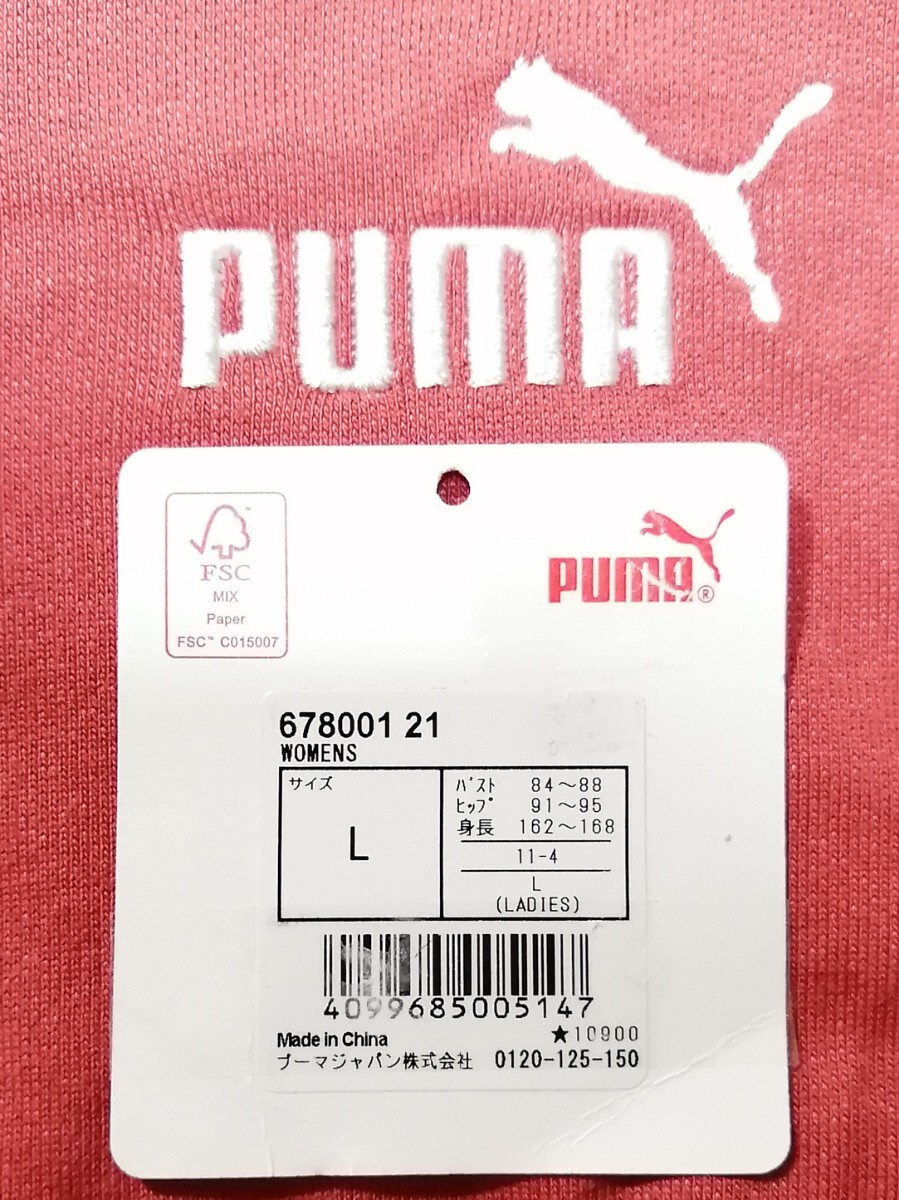 PUMA
FSC
MIX
Paper
FSC™ C015007
PUMA®
678001 21
WOMENS
サイズ
L
ﾊﾞｽﾄ 84～88
ﾋｯﾌﾟ 91～95
身長 162～168
11-4
L
(LADIES)
4099685005147
★10900
Made in China
プーマジャパン株式会社 0120-125-150